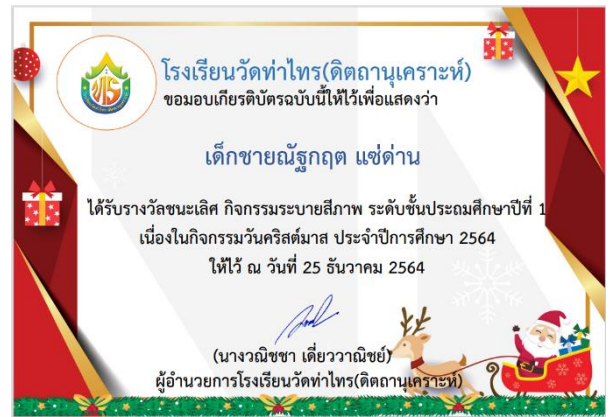 โรงเรียนวัดท่าไทร(ดิตถานุเคราะห์)
ขอมอบเกียรติบัตรฉบับนี้ให้ไว้เพื่อแสดงว่า
เด็กชายณัฐกฤต แซ่ด่าน
ได้รับรางวัลชนะเลิศ กิจกรรมระบายสีภาพ ระดับชั้นประถมศึกษาปีที่ 1
เนื่องในกิจกรรมวันคริสต์มาส ประจำปีการศึกษา 2564
ให้ไว้ ณ วันที่ 25 ธันวาคม 2564
(นางวณิชชา เดี่ยววาณิชย์)
ผู้อำนวยการโรงเรียนวัดท่าไทร(ดิตถานุเคราะห์)